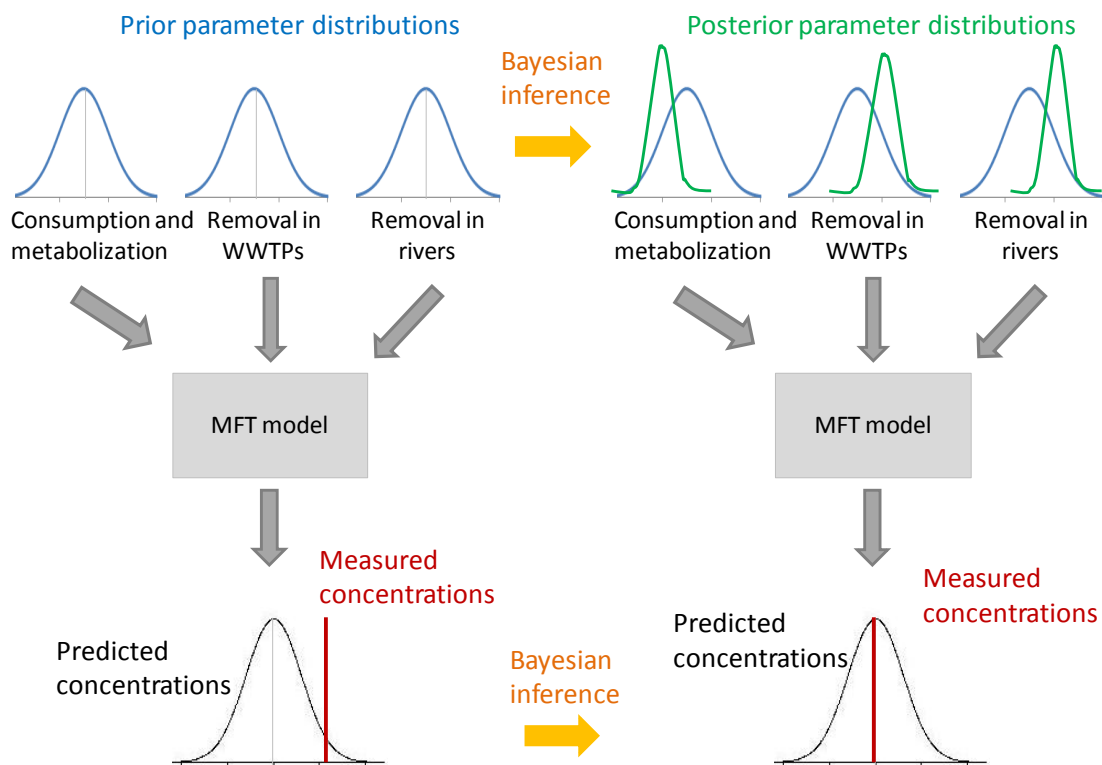 Prior parameter distributions
Bayesian
inference
Posterior parameter distributions
Consumption and
metabolization
Removal in
WWTPs
Removal in
rivers
Consumption and
metabolization
Removal in
WWTPs
Removal in
rivers
MFT model
MFT model
Measured
concentrations
Predicted
concentrations
Bayesian
inference
Measured
concentrations
Predicted
concentrations